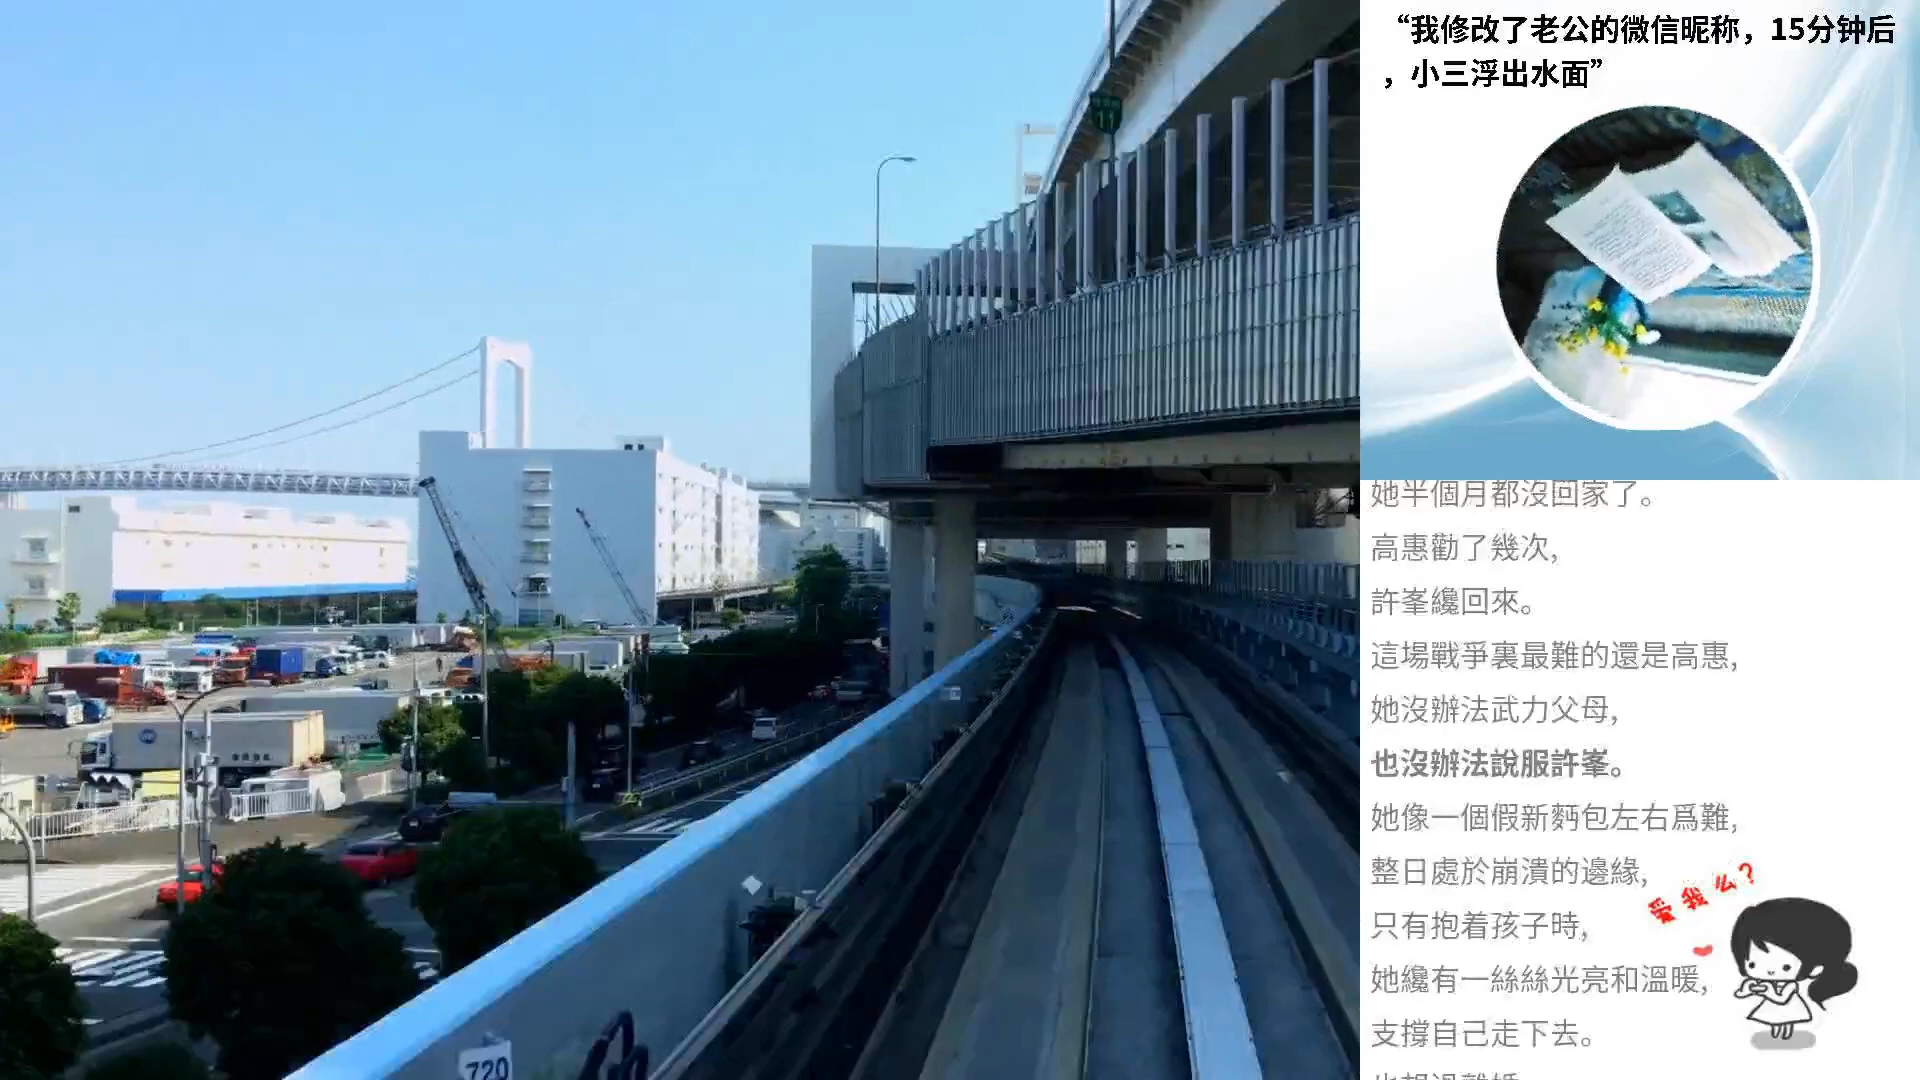 “我修改了老公的微信昵称，15分钟后
，小三浮出水面”
11
她半個月都沒回家了。
高惠勸了幾次,
許峯纔回來。
這場戰爭裏最難的還是高惠,
她沒辦法武力父母,
也沒辦法說服許峯。
她像一個假新麪包左右爲難,
整日處於崩潰的邊緣,
只有抱着孩子時,
她纔有一絲絲光亮和溫暖,
支撐自己走下去。
爱我么?
720